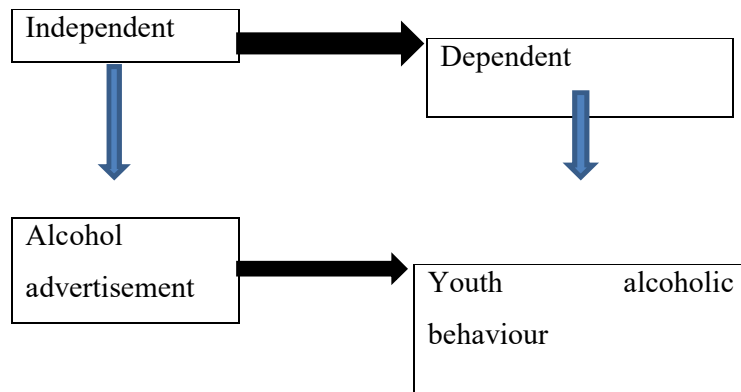 Independent
Dependent
Alcohol
advertisement
Youth alcoholic
behaviour